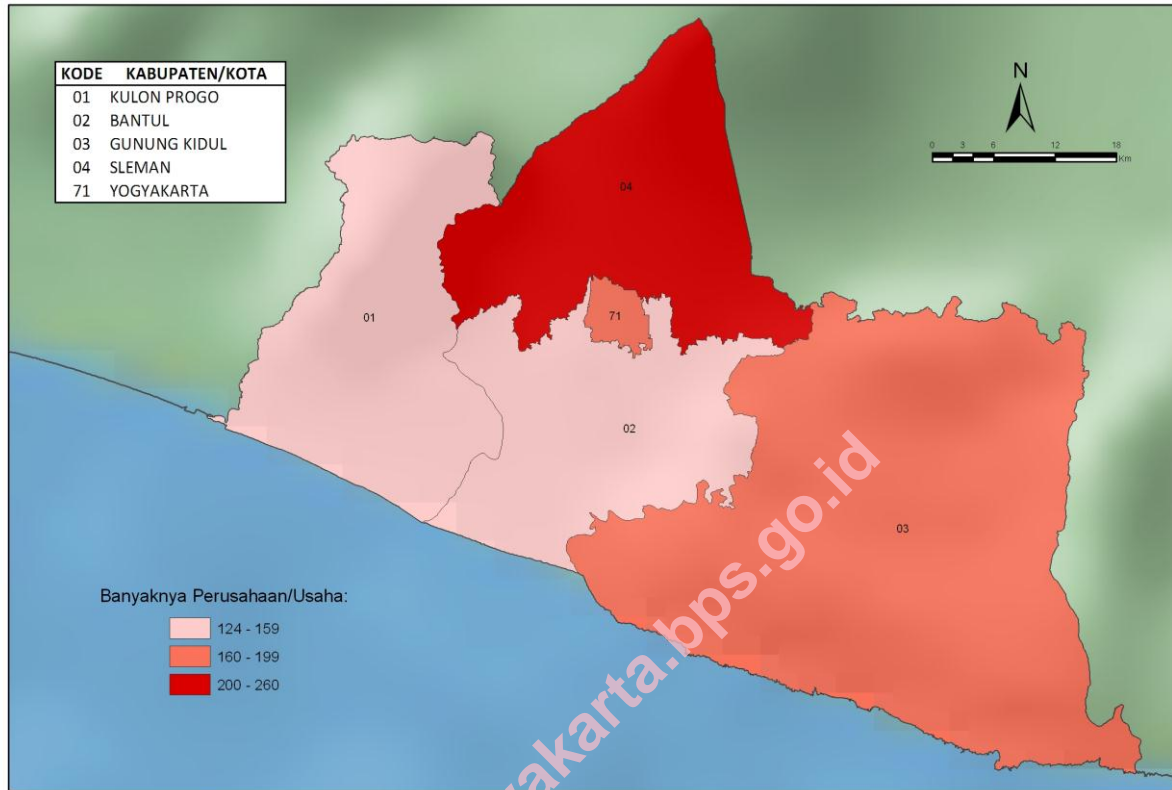 KODE KABUPATEN/KOTA
01 KULON PROGO
02 BANTUL
03 GUNUNG KIDUL
04 SLEMAN
71 YOGYAKARTA
N
0 3 6 12 18
Km
04
01
71
02
03
Banyaknya Perusahaan/Usaha:
124 - 159
160 - 199
200 - 260
yakarta.bps.go.id